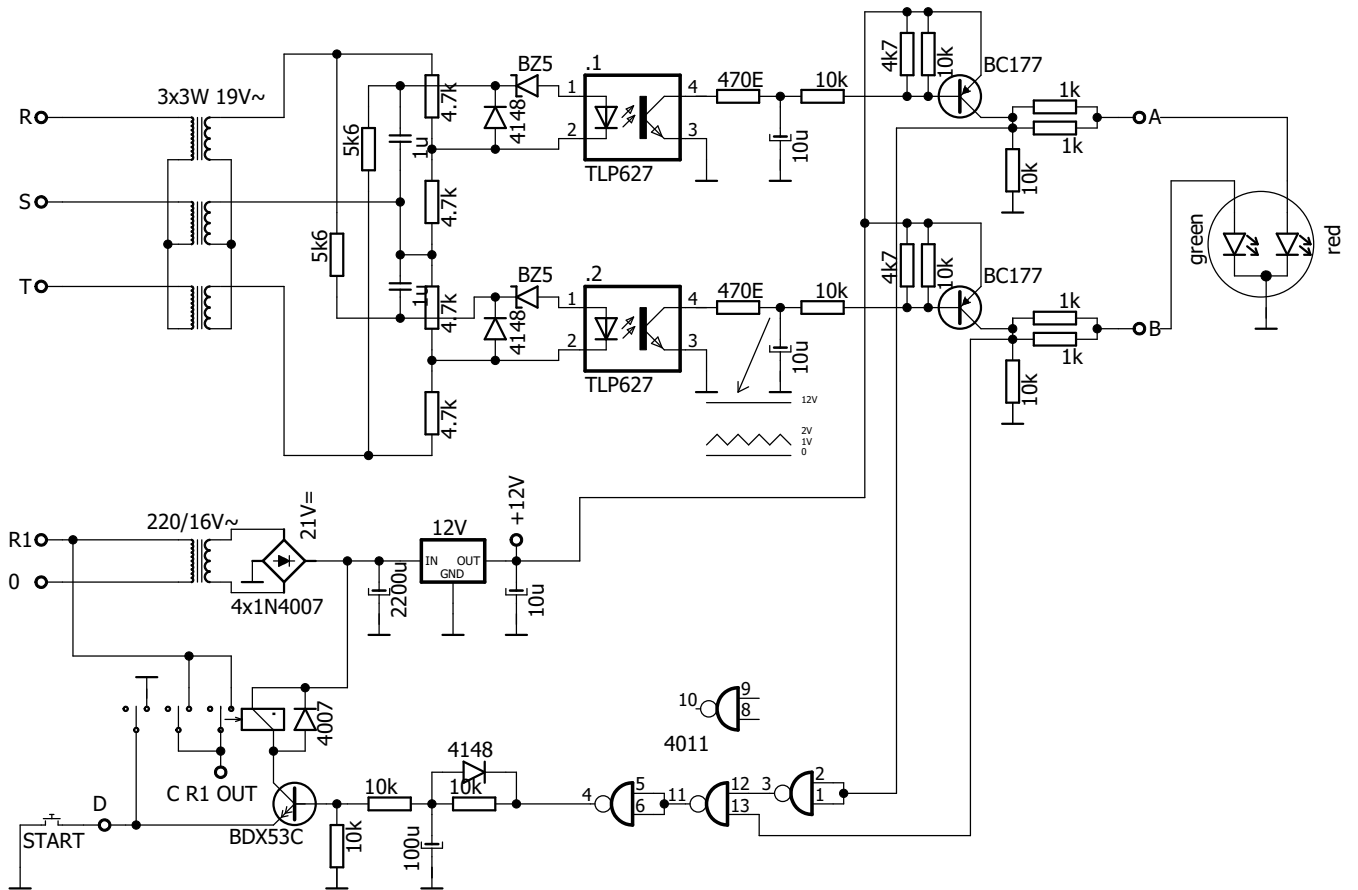 3x3W 19V~
R
S
T
5k6
5k6
1u
1u
4.7k
4.7k
4.7k
4.7k
BZ5
4148
.1
1
2
4
3
TLP627
470E
10u
10k
4k7
10k
BC177
1k
1k
10k
A
BZ5
4148
.2
1
2
4
3
TLP627
470E
10u
10k
4k7
10k
BC177
1k
1k
10k
B
green
red
12V
2V
1V
0
R1
0
220/16V~
21V=
4x1N4007
2200u
12V
IN
OUT
GND
+12V
10u
4007
C R1 OUT
D
START
BDX53C
10k
10k
100u
4148
10k
4
5
6
11
12
13
3
2
1
10
9
8
4011